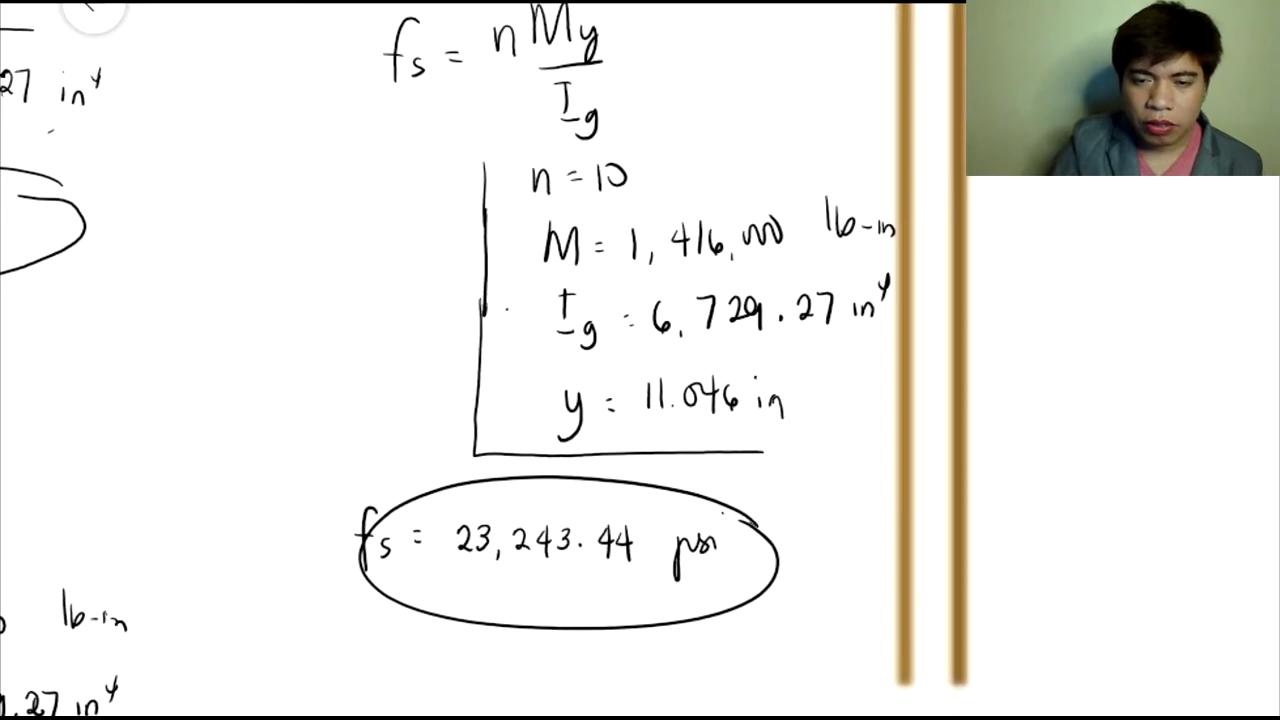 27 in⁴
fs = n My/Ig
n = 10
M = 1,416,000 lb-in
Ig = 6,729.27 in⁴
y = 11.046 in
fs = 23,243.44 psi
lb-in
.27 in⁴